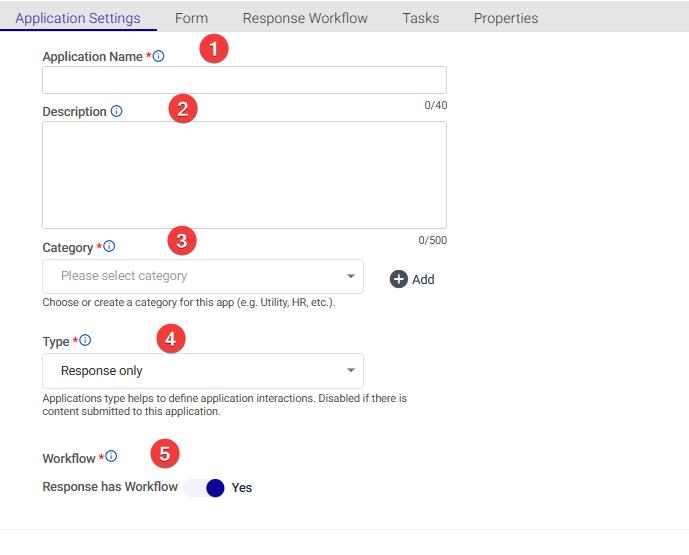 Application Settings Form Response Workflow Tasks Properties
Application Name * 1
0/40
Description 2
0/500
Category * 3
Please select category
Add
Choose or create a category for this app (e.g. Utility, HR, etc.).
Type * 4
Response only
Applications type helps to define application interactions. Disabled if there is
content submitted to this application.
Workflow * 5
Response has Workflow Yes